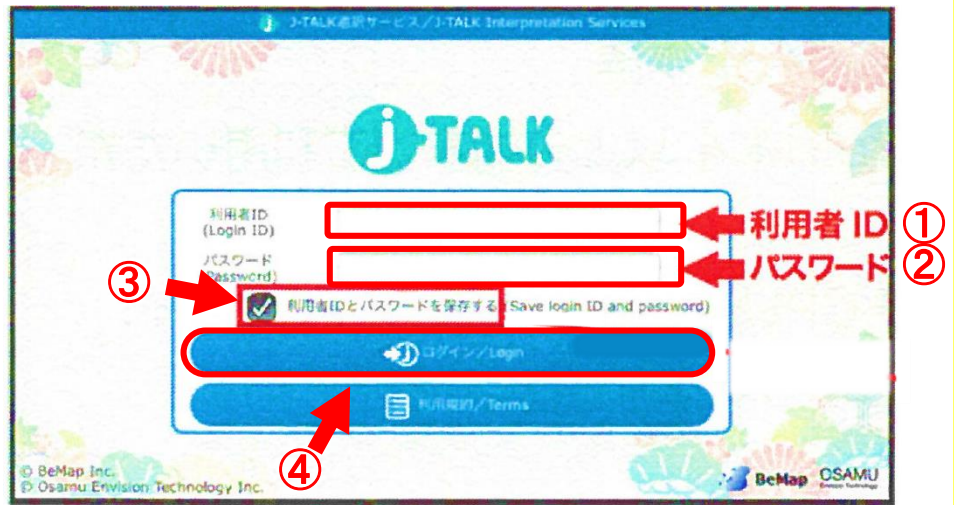 J-TALK通訳サービス/J-TALK Interpretation Services
j-TALK
利用者ID
(Login ID)
利用者 ID ①
パスワード
(Password)
パスワード ②
③
利用者IDとパスワードを保存する (Save login ID and password)
ログイン/Login
利用規約/Terms
④
© BeMap Inc.
© Osamu Envision Technology Inc.
BeMap
OSAMU
Envision Technology